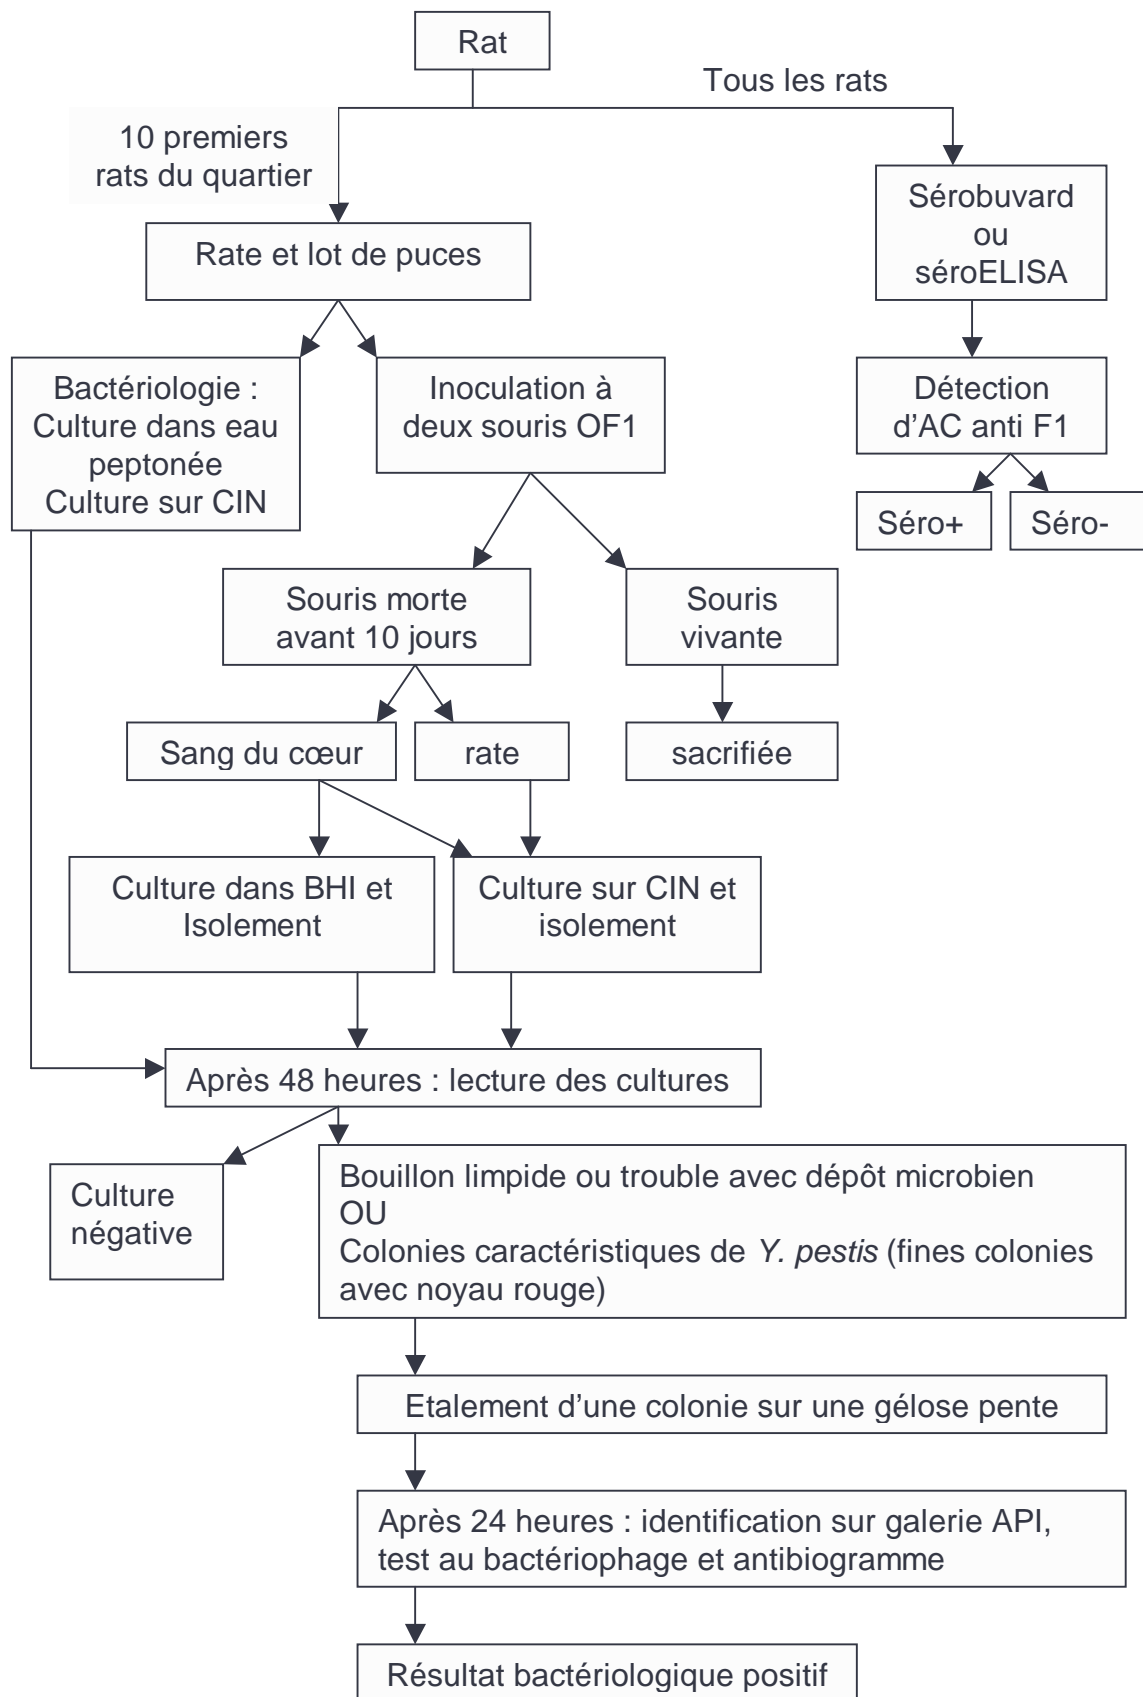 Rat
Tous les rats
10 premiers
rats du quartier
Sérobuvard
ou
séroELISA
Rate et lot de puces
Bactériologie :
Culture dans eau
peptonée
Culture sur CIN
Inoculation à
deux souris OF1
Détection
d’AC anti F1
Séro+
Séro-
Souris morte
avant 10 jours
Souris
vivante
Sang du cœur
rate
sacrifiée
Culture dans BHI et
Isolement
Culture sur CIN et
isolement
Après 48 heures : lecture des cultures
Culture
négative
Bouillon limpide ou trouble avec dépôt microbien
OU
Colonies caractéristiques de Y. pestis (fines colonies
avec noyau rouge)
Etalement d’une colonie sur une gélose pente
Après 24 heures : identification sur galerie API,
test au bactériophage et antibiogramme
Résultat bactériologique positif